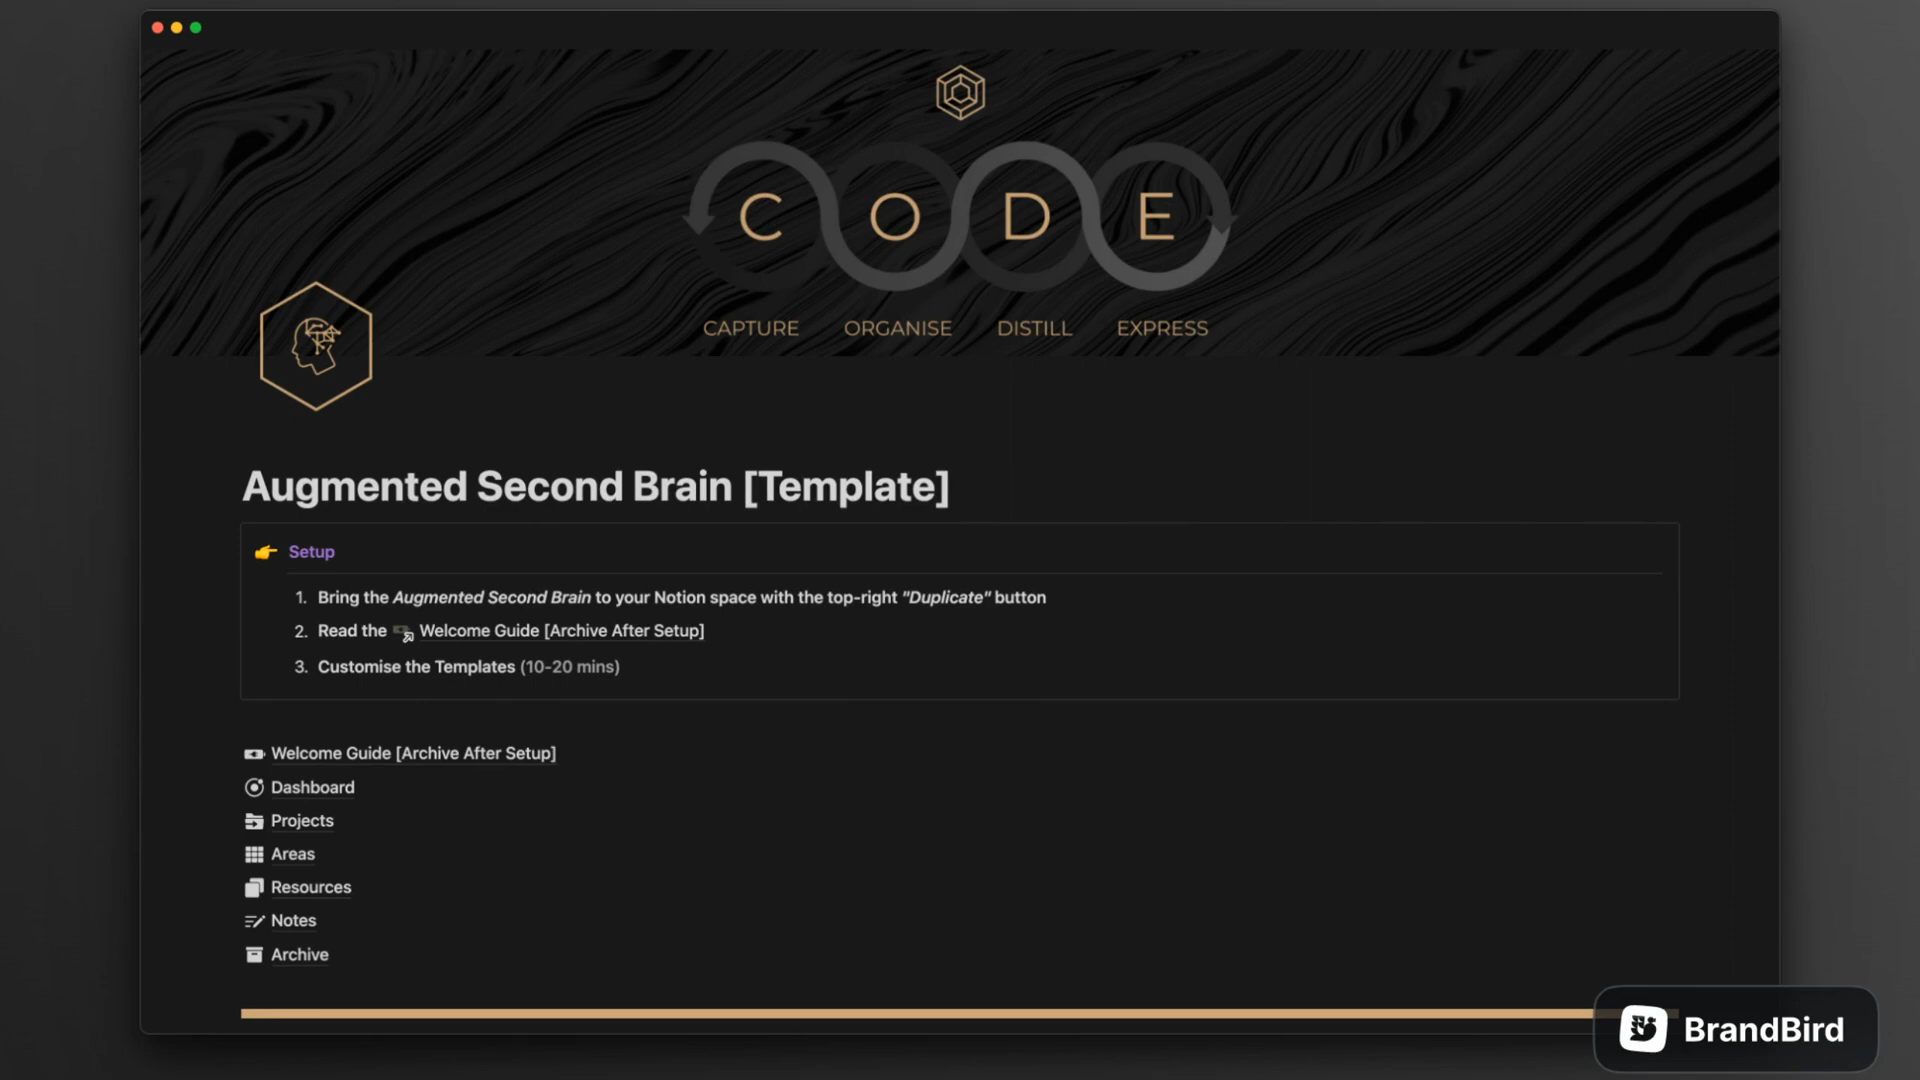 C O D E
CAPTURE ORGANISE DISTILL EXPRESS
Augmented Second Brain [Template]
Setup
1. Bring the Augmented Second Brain to your Notion space with the top-right "Duplicate" button
2. Read the Welcome Guide [Archive After Setup]
3. Customise the Templates (10-20 mins)
Welcome Guide [Archive After Setup]
Dashboard
Projects
Areas
Resources
Notes
Archive
BrandBird